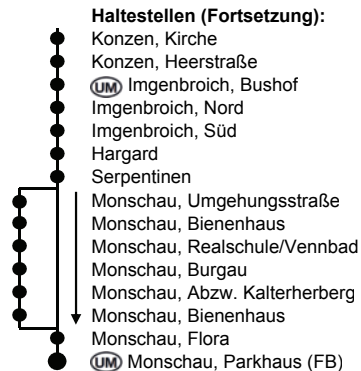 Haltestellen (Fortsetzung):
Konzen, Kirche
Konzen, Heerstraße
UM Imgenbroich, Bushof
Imgenbroich, Nord
Imgenbroich, Süd
Hargard
Serpentinen
Monschau, Umgehungsstraße
Monschau, Bienenhaus
Monschau, Realschule/Vennbad
Monschau, Burgau
Monschau, Abzw. Kalterherberg
Monschau, Bienenhaus
Monschau, Flora
UM Monschau, Parkhaus (FB)